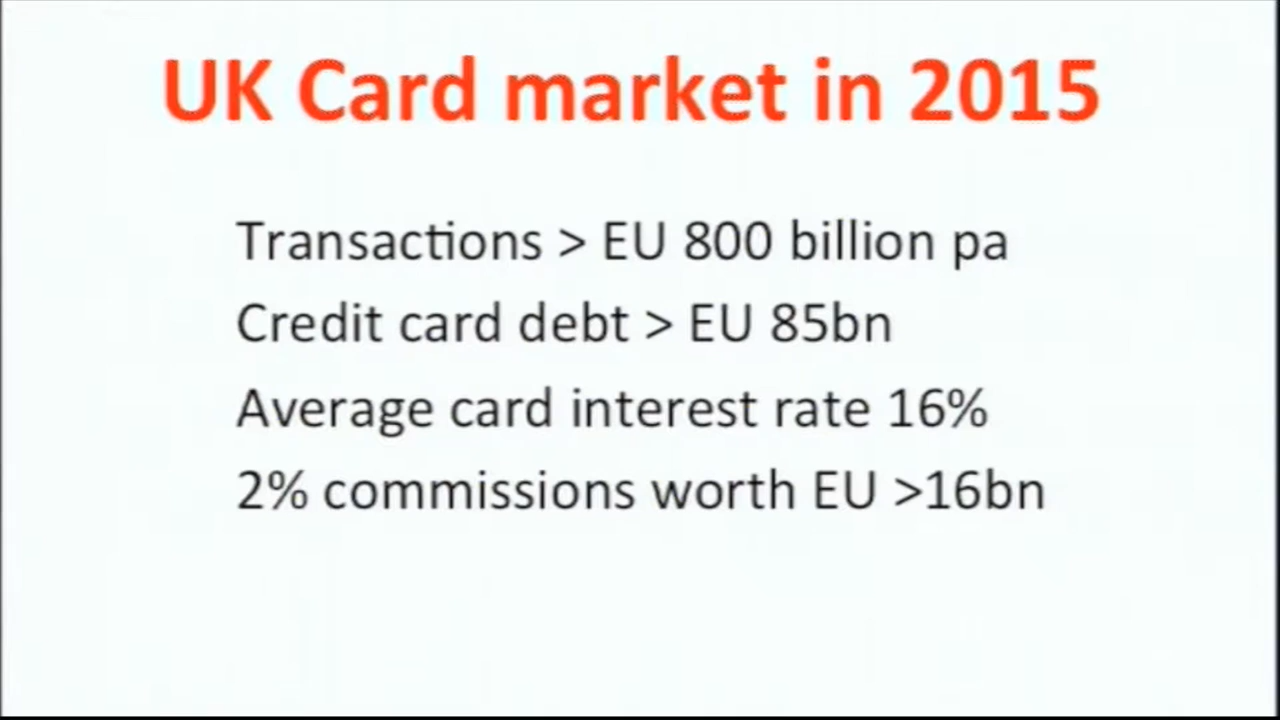 UK Card market in 2015
Transactions > EU 800 billion pa
Credit card debt > EU 85bn
Average card interest rate 16%
2% commissions worth EU >16bn